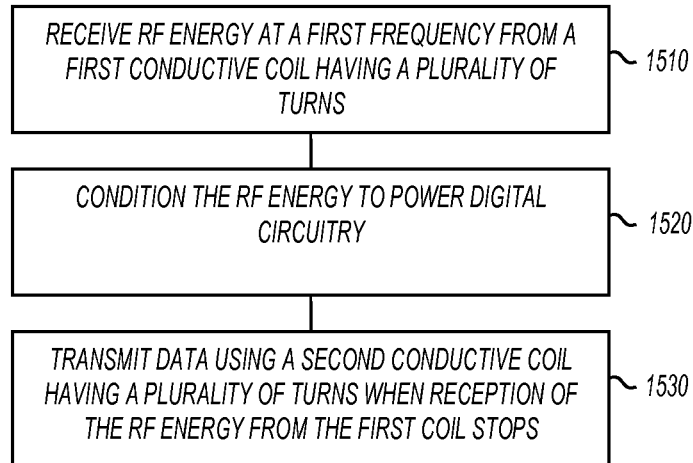 RECEIVE RF ENERGY AT A FIRST FREQUENCY FROM A
FIRST CONDUCTIVE COIL HAVING A PLURALITY OF
TURNS
1510
CONDITION THE RF ENERGY TO POWER DIGITAL
CIRCUITRY
1520
TRANSMIT DATA USING A SECOND CONDUCTIVE COIL
HAVING A PLURALITY OF TURNS WHEN RECEPTION OF
THE RF ENERGY FROM THE FIRST COIL STOPS
1530